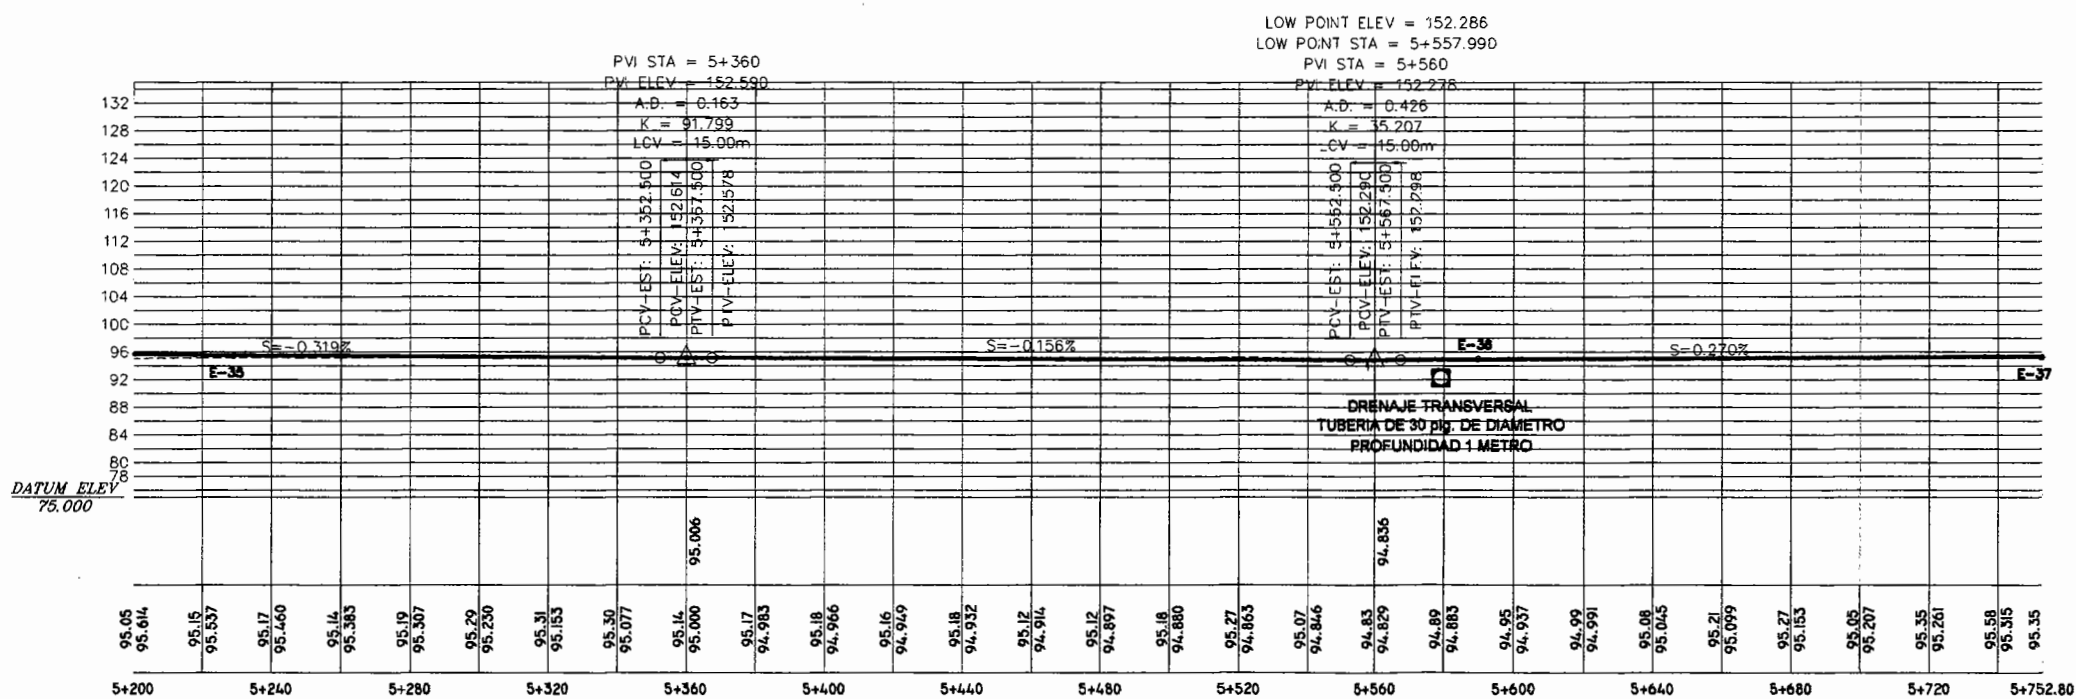 LOW POINT ELEV = 152.286
LOW POINT STA = 5+557.990
PVI STA = 5+360
PVI ELEV = 152.590
A.D. = 0.163
K = 91.799
LCV = 15.00m
PVI STA = 5+560
PVI ELEV = 152.278
A.D. = 0.426
K = 35.207
LCV = 15.00m
PCV-EST: 5+352.500
PCV-ELEV: 152.614
PTV-EST: 5+367.500
PTV-ELEV: 152.578
PCV-EST: 5+552.500
PCV-ELEV: 152.290
PTV-EST: 5+567.500
PTV-ELEV: 152.298
132
128
124
120
116
112
108
104
100
96
92
88
84
80
78
S=-0.319%
S=-0.156%
S=0.270%
E-35
E-36
E-37
DRENAJE TRANSVERSAL
TUBERIA DE 30 plg. DE DIAMETRO
PROFUNDIDAD 1 METRO
DATUM ELEV
75.000
95.006
94.836
95.05
95.614
95.15
95.537
95.17
95.460
95.14
95.383
95.19
95.307
95.29
95.230
95.31
95.153
95.30
95.077
95.14
95.000
95.17
94.983
95.18
94.966
95.16
94.949
95.18
94.932
95.12
94.914
95.12
94.897
95.18
94.880
95.27
94.863
95.07
94.846
94.83
94.829
94.89
94.883
94.95
94.937
94.99
94.991
95.08
95.045
95.21
95.099
95.27
95.153
95.05
95.207
95.35
95.261
95.58
95.315
95.35
5+200 5+240 5+280 5+320 5+360 5+400 5+440 5+480 5+520 5+560 5+600 5+640 5+680 5+720 5+752.80